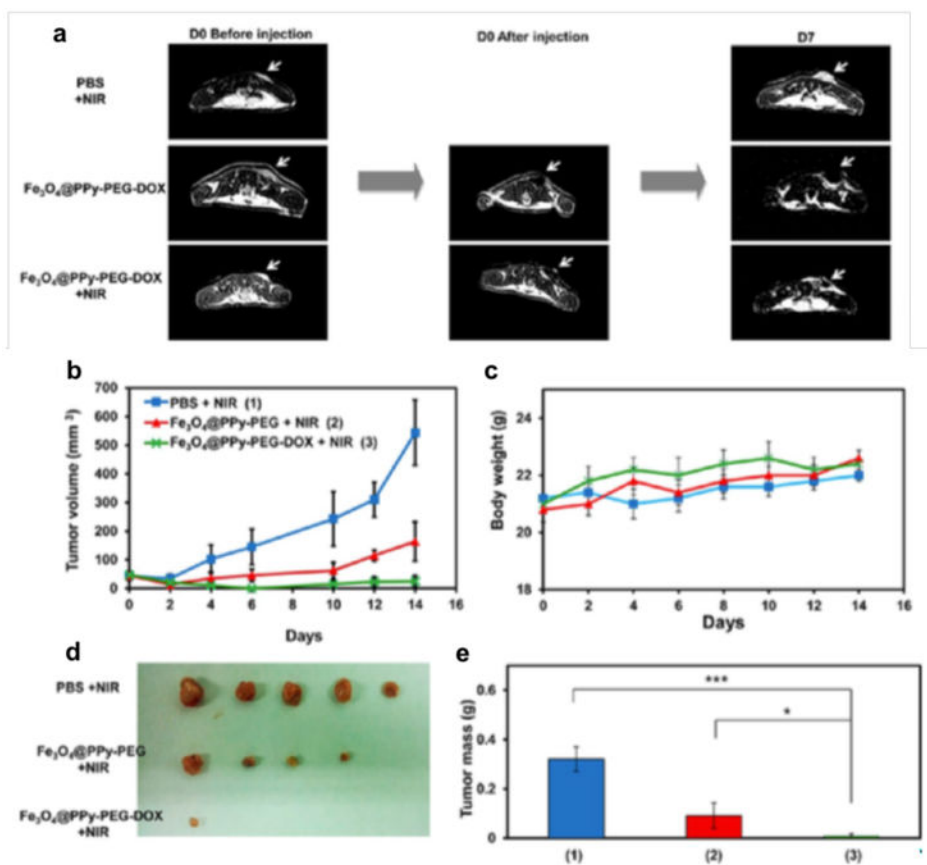 a
D0 Before injection
D0 After injection
D7
PBS
+NIR
Fe₃O₄@PPy-PEG-DOX
Fe₃O₄@PPy-PEG-DOX
+NIR
b
700
600
500
400
300
200
100
0
Tumor volume (mm ³)
PBS + NIR (1)
Fe₃O₄@PPy-PEG + NIR (2)
Fe₃O₄@PPy-PEG-DOX + NIR (3)
0 2 4 6 8 10 12 14 16
Days
c
24
22
20
18
Body weight (g)
0 2 4 6 8 10 12 14 16
Days
d
PBS +NIR
Fe₃O₄@PPy-PEG
+NIR
Fe₃O₄@PPy-PEG-DOX
+NIR
e
0.6
0.4
0.2
0
Tumor mass (g)
***
*
(1) (2) (3)